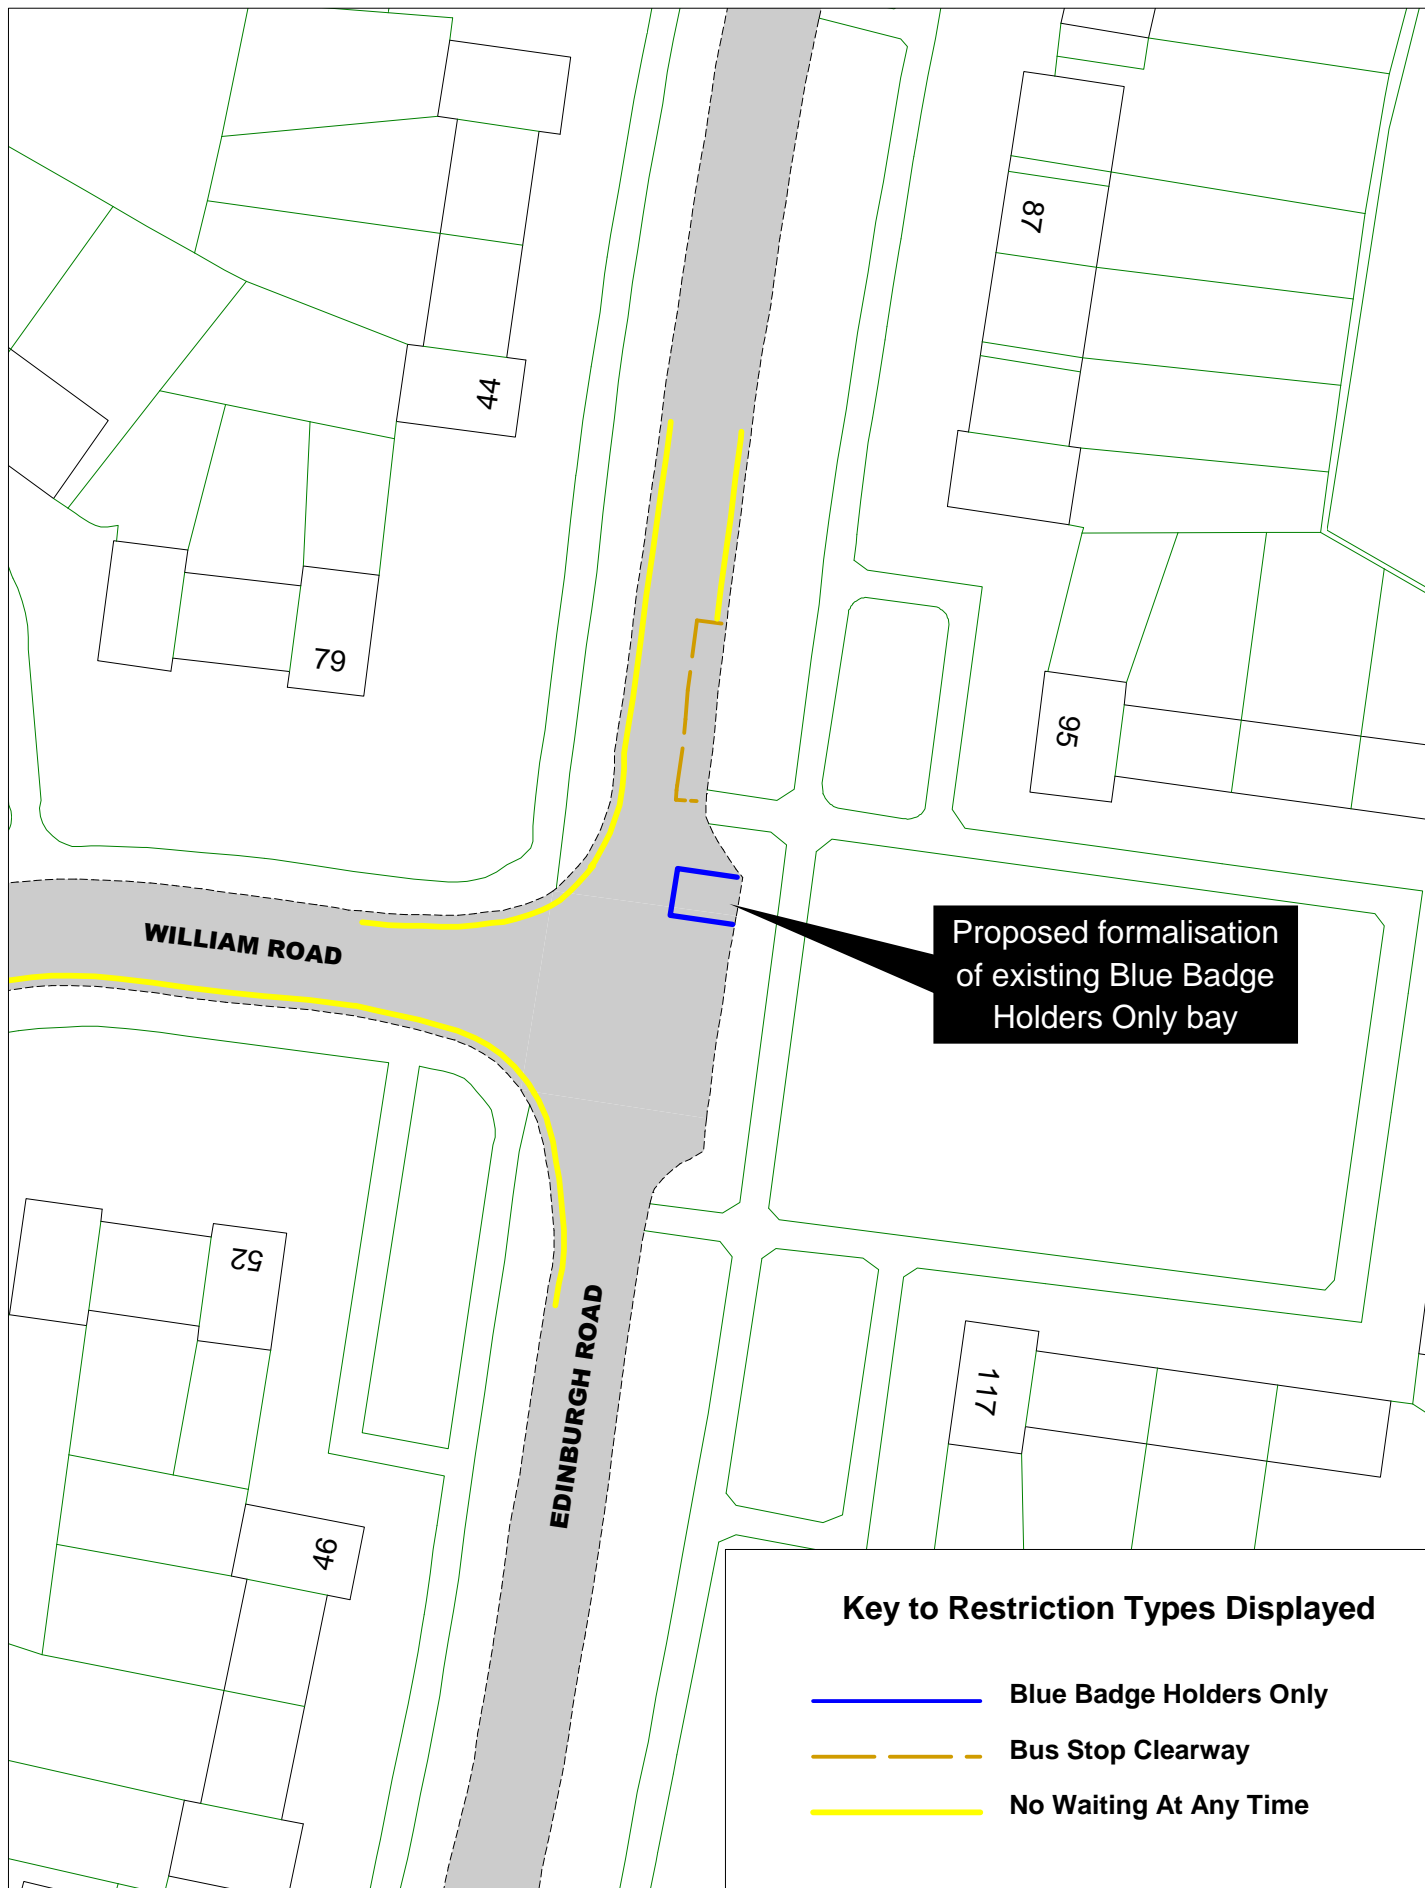 87
44
79
95
WILLIAM ROAD
Proposed formalisation
of existing Blue Badge
Holders Only bay
52
EDINBURGH ROAD
117
46
Key to Restriction Types Displayed
Blue Badge Holders Only
Bus Stop Clearway
No Waiting At Any Time